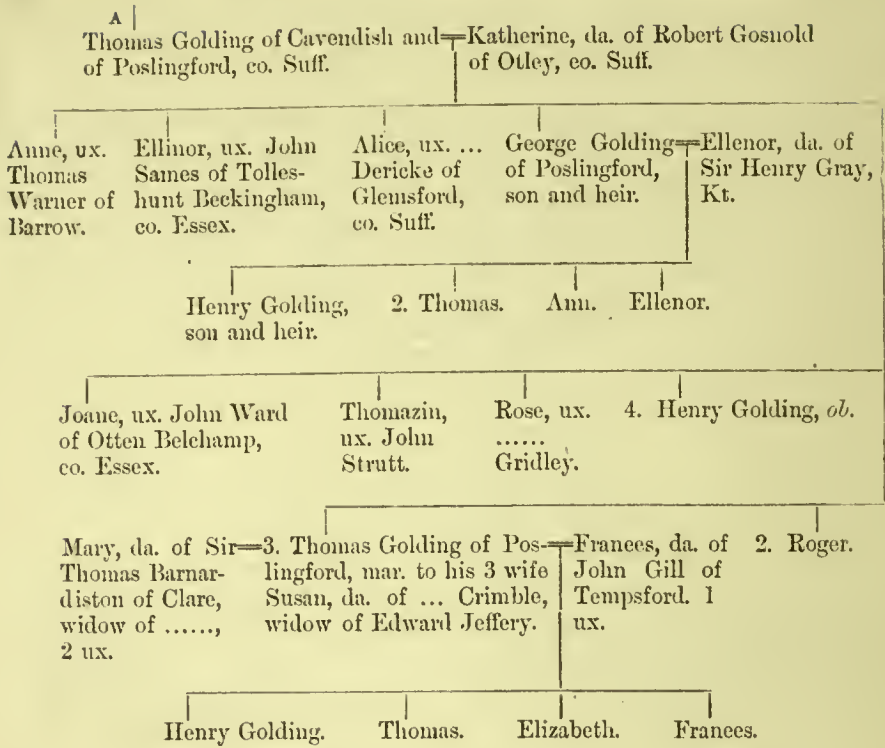 A
Thomas Golding of Cavendish and
of Poslingford, co. Suff.
Katherine, da. of Robert Gosnold
of Otley, co. Suff.
Anne, ux.
Thomas
Warner of
Barrow.
Ellinor, ux. John
Sames of Tolles-
hunt Beckingham,
co. Essex.
Alice, ux. ...
Dericke of
Glemsford,
co. Suff.
George Golding
of Poslingford,
son and heir.
Ellenor, da. of
Sir Henry Gray,
Kt.
Henry Golding,
son and heir.
2. Thomas.
Ann.
Ellenor.
Joane, ux. John Ward
of Otten Belchamp,
co. Essex.
Thomazin,
ux. John
Strutt.
Rose, ux.
......
Gridley.
4. Henry Golding, ob.
Mary, da. of Sir
Thomas Barnar-
diston of Clare,
widow of ......,
2 ux.
3. Thomas Golding of Pos-
lingford, mar. to his 3 wife
Susan, da. of ... Crimble,
widow of Edward Jeffery.
Frances, da. of
John Gill of
Tempsford. 1
ux.
2. Roger.
Henry Golding.
Thomas.
Elizabeth.
Frances.